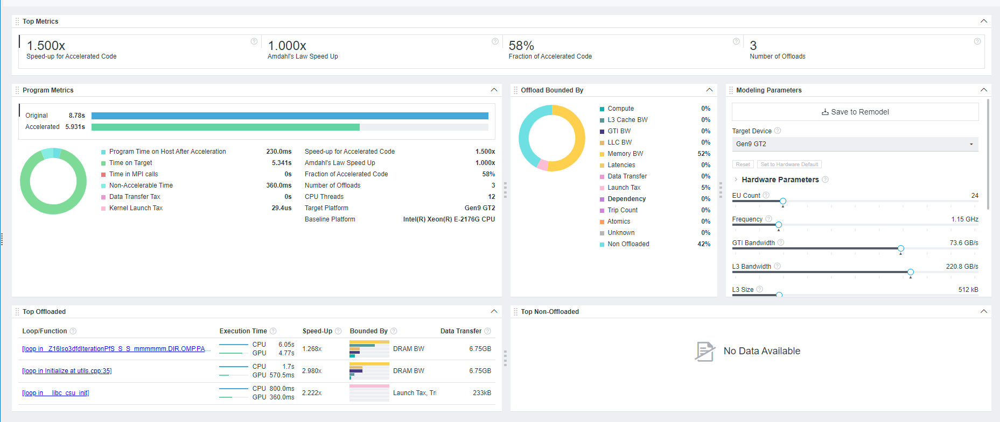 Top Metrics
1.500x
Speed-up for Accelerated Code
1.000x
Amdahl's Law Speed Up
58%
Fraction of Accelerated Code
3
Number of Offloads
Program Metrics
Original 8.78s
Accelerated 5.931s
Program Time on Host After Acceleration 230.0ms
Time on Target 5.341s
Time in MPI calls 0s
Non-Accelerable Time 360.0ms
Data Transfer Tax 0s
Kernel Launch Tax 29.4us
Speed-up for Accelerated Code 1.500x
Amdahl's Law Speed Up 1.000x
Fraction of Accelerated Code 58%
Number of Offloads 3
CPU Threads 12
Target Platform Gen9 GT2
Baseline Platform Intel(R) Xeon(R) E-2176G CPU
Offload Bounded By
Compute 0%
L3 Cache BW 0%
GTI BW 0%
LLC BW 0%
Memory BW 52%
Latencies 0%
Data Transfer 0%
Launch Tax 5%
Dependency 0%
Trip Count 0%
Atomics 0%
Unknown 0%
Non Offloaded 42%
Modeling Parameters
Save to Remodel
Target Device
Gen9 GT2
Reset Set to Hardware Default
Hardware Parameters
EU Count 24
Frequency 1.15 GHz
GTI Bandwidth 73.6 GB/s
L3 Bandwidth 220.8 GB/s
L3 Size 512 kB
Top Offloaded
Loop/Function Execution Time Speed-Up Bounded By Data Transfer
[loop in _Z16Iso3dfdIterationPfS_S_S_mmmmmm.DIR.OMP.PA... CPU 6.05s GPU 4.77s 1.268x DRAM BW 6.75GB
[loop in Initialize at utils.cpp:35] CPU 1.7s GPU 570.5ms 2.980x DRAM BW 6.75GB
[loop in __libc_csu_init] CPU 800.0ms GPU 360.0ms 2.222x Launch Tax, Tri 233kB
Top Non-Offloaded
No Data Available